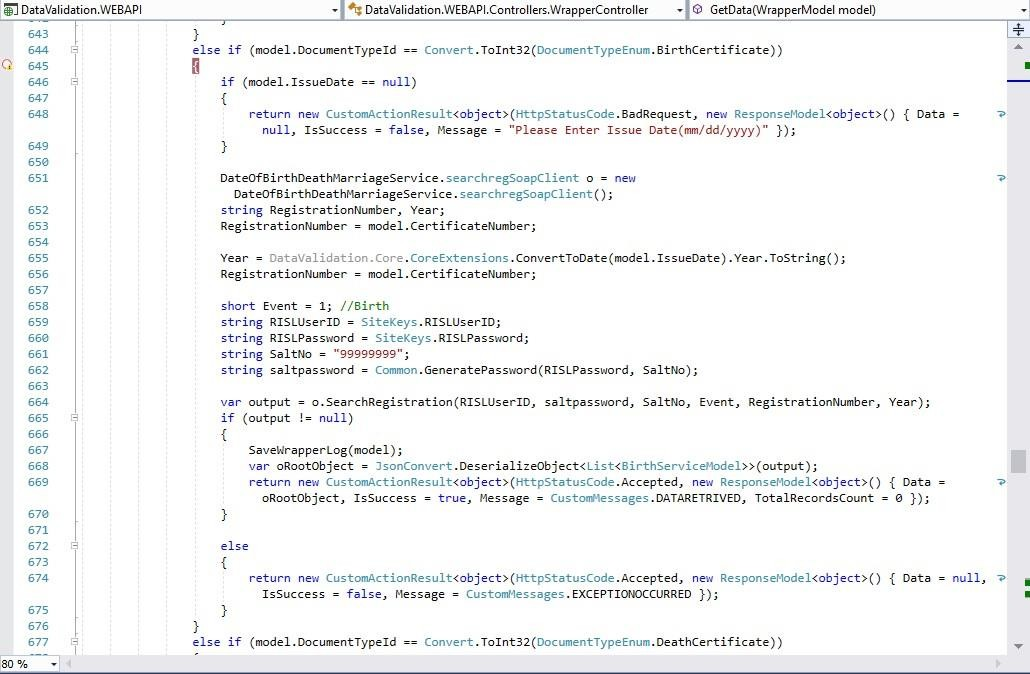 DataValidation.WEBAPI
DataValidation.WEBAPI.Controllers.WrapperController
GetData(WrapperModel model)
643 }
644 else if (model.DocumentTypeId == Convert.ToInt32(DocumentTypeEnum.BirthCertificate))
645 {
646 if (model.IssueDate == null)
647 {
648 return new CustomActionResult<object>(HttpStatusCode.BadRequest, new ResponseModel<object>() { Data =
null, IsSuccess = false, Message = "Please Enter Issue Date(mm/dd/yyyy)" });
649 }
650
651 DateOfBirthDeathMarriageService.searchregSoapClient o = new
DateOfBirthDeathMarriageService.searchregSoapClient();
652 string RegistrationNumber, Year;
653 RegistrationNumber = model.CertificateNumber;
654
655 Year = DataValidation.Core.CoreExtensions.ConvertToDate(model.IssueDate).Year.ToString();
656 RegistrationNumber = model.CertificateNumber;
657
658 short Event = 1; //Birth
659 string RISLUserID = SiteKeys.RISLUserID;
660 string RISLPassword = SiteKeys.RISLPassword;
661 string SaltNo = "99999999";
662 string saltpassword = Common.GeneratePassword(RISLPassword, SaltNo);
663
664 var output = o.SearchRegistration(RISLUserID, saltpassword, SaltNo, Event, RegistrationNumber, Year);
665 if (output != null)
666 {
667 SaveWrapperLog(model);
668 var oRootObject = JsonConvert.DeserializeObject<List<BirthServiceModel>>(output);
669 return new CustomActionResult<object>(HttpStatusCode.Accepted, new ResponseModel<object>() { Data =
oRootObject, IsSuccess = true, Message = CustomMessages.DATARETRIVED, TotalRecordsCount = 0 });
670 }
671
672 else
673 {
674 return new CustomActionResult<object>(HttpStatusCode.Accepted, new ResponseModel<object>() { Data = null,
IsSuccess = false, Message = CustomMessages.EXCEPTIONOCCURRED });
675 }
676 }
677 else if (model.DocumentTypeId == Convert.ToInt32(DocumentTypeEnum.DeathCertificate))
80 %